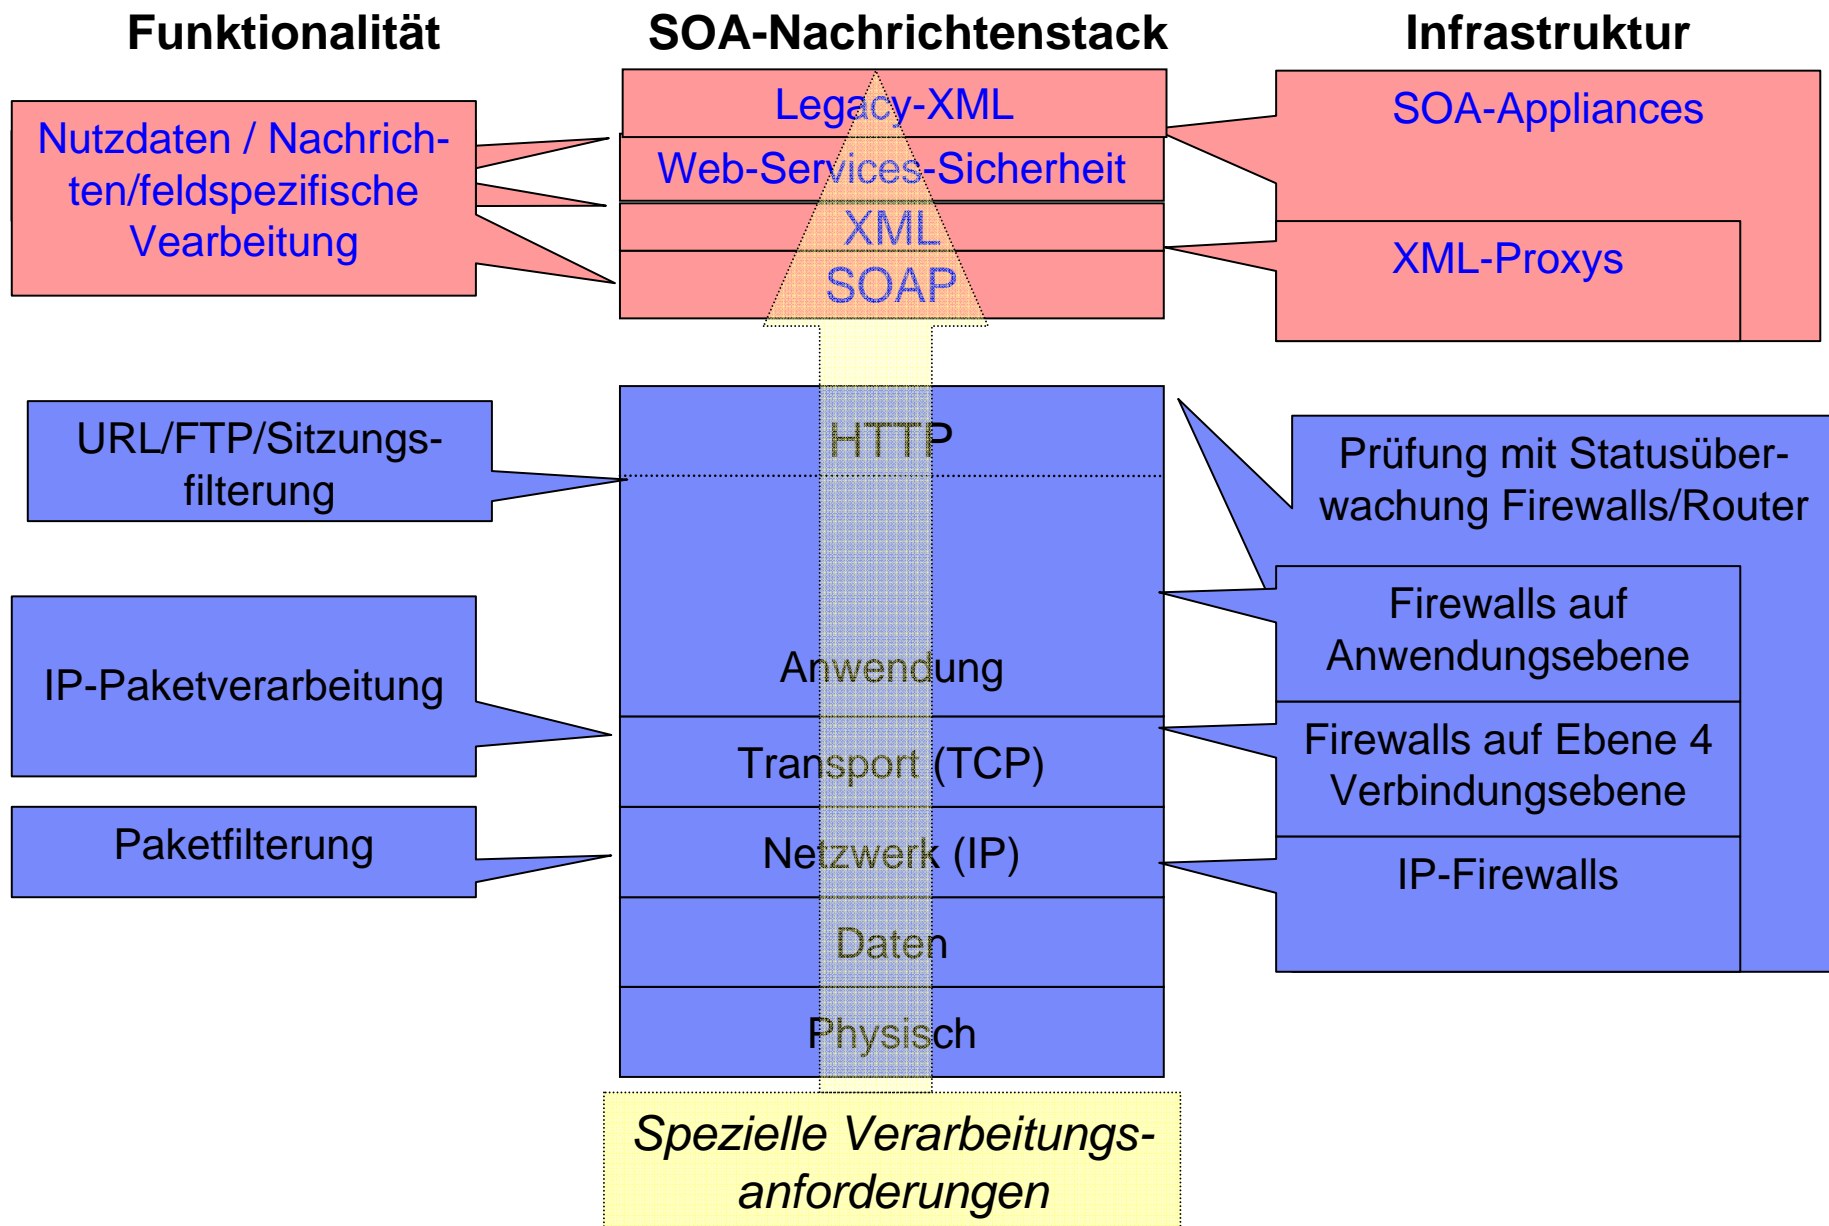 Funktionalität
SOA-Nachrichtenstack
Infrastruktur
Nutzdaten / Nachrich-
ten/feldspezifische
Vearbeitung
URL/FTP/Sitzungs-
filterung
IP-Paketverarbeitung
Paketfilterung
Legacy-XML
Web-Services-Sicherheit
XML
SOAP
HTTP
Anwendung
Transport (TCP)
Netzwerk (IP)
Daten
Physisch
Spezielle Verarbeitungs-
anforderungen
SOA-Appliances
XML-Proxys
Prüfung mit Statusüber-
wachung Firewalls/Router
Firewalls auf
Anwendungsebene
Firewalls auf Ebene 4
Verbindungsebene
IP-Firewalls